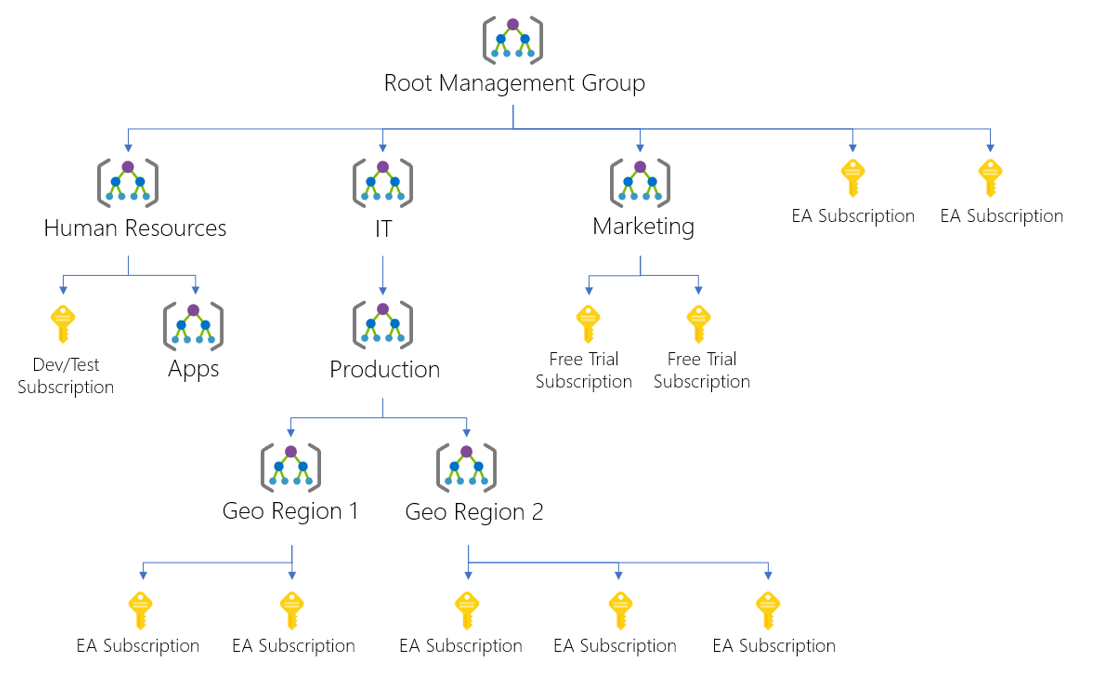 Root Management Group
Human Resources
IT
Marketing
EA Subscription
EA Subscription
Dev/Test
Subscription
Apps
Production
Free Trial
Subscription
Free Trial
Subscription
Geo Region 1
Geo Region 2
EA Subscription
EA Subscription
EA Subscription
EA Subscription
EA Subscription